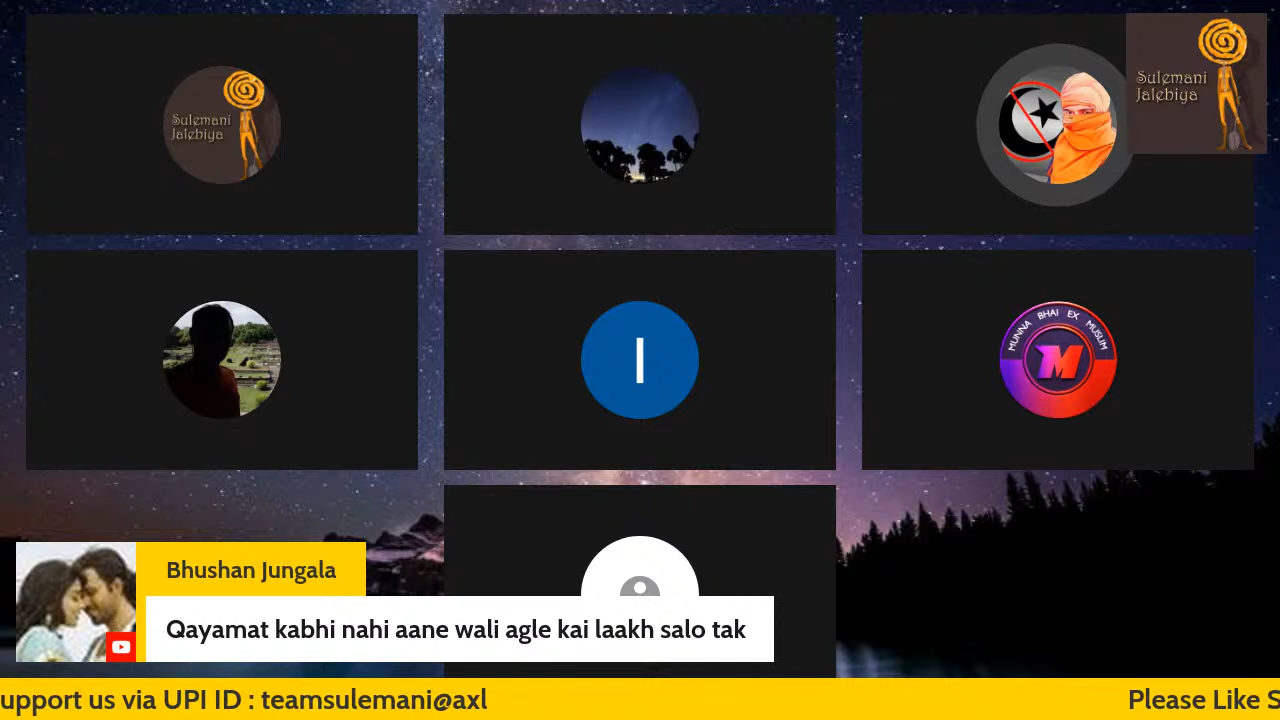 Sulemani
Jalebiya
Sulemani
Jalebiya
I
MUNNA BHAI EX MUSLIM
M
Bhushan Jungala
Qayamat kabhi nahi aane wali agle kai laakh salo tak
upport us via UPI ID : teamsulemani@axl
Please Like S